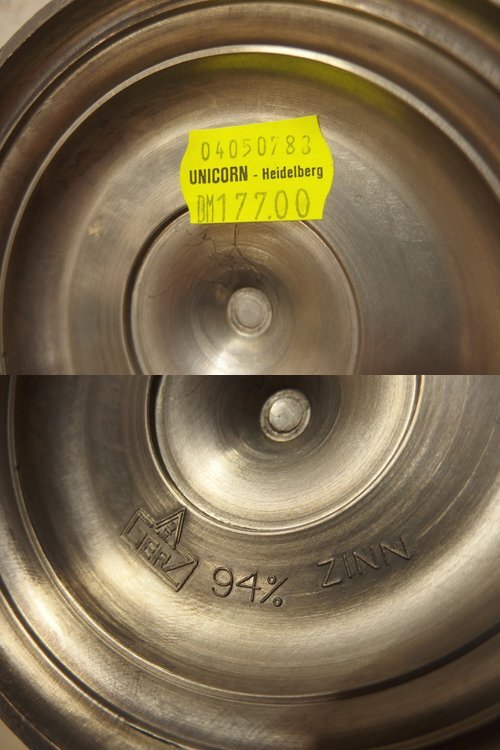 04050783
UNICORN - Heidelberg
DM177.00
94% ZINN